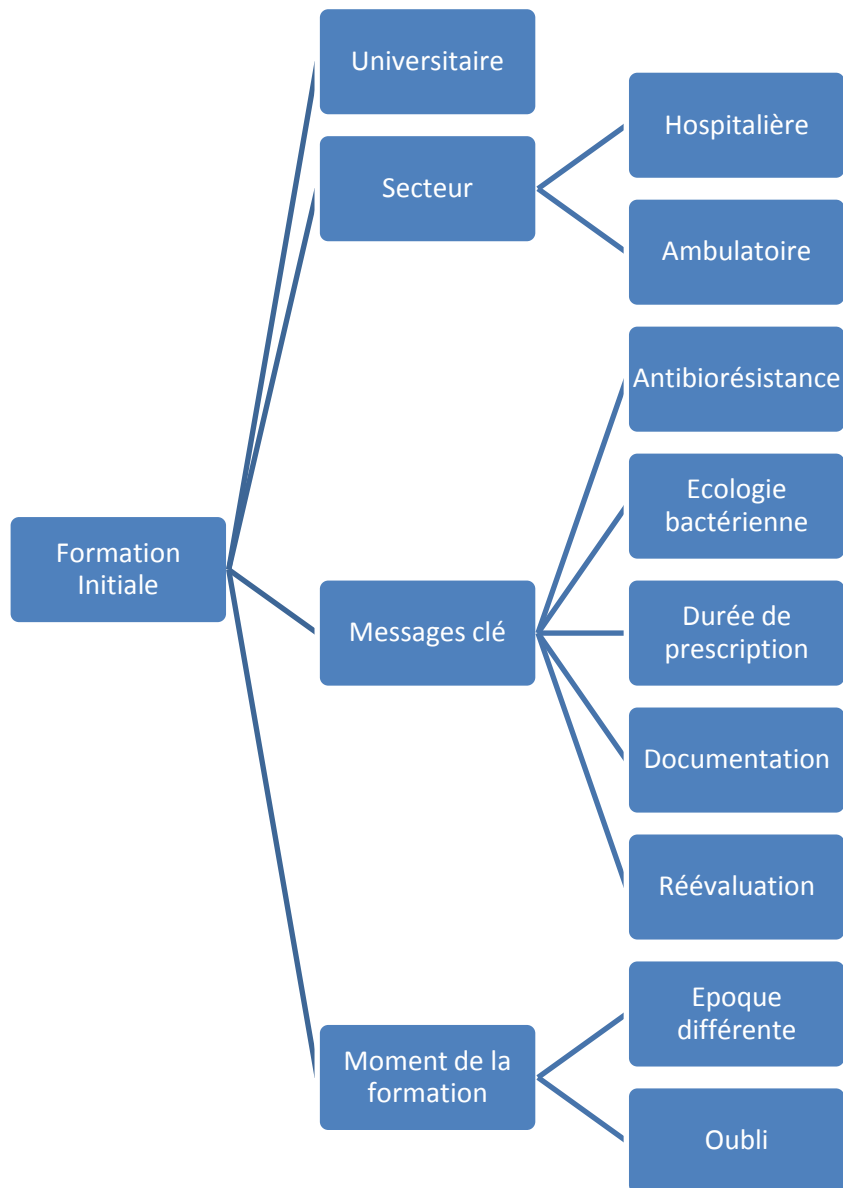 Universitaire
Hospitalière
Secteur
Ambulatoire
Antibiorésistance
Ecologie
bactérienne
Formation
Initiale
Messages clé
Durée de
prescription
Documentation
Réévaluation
Epoque
différente
Moment de la
formation
Oubli